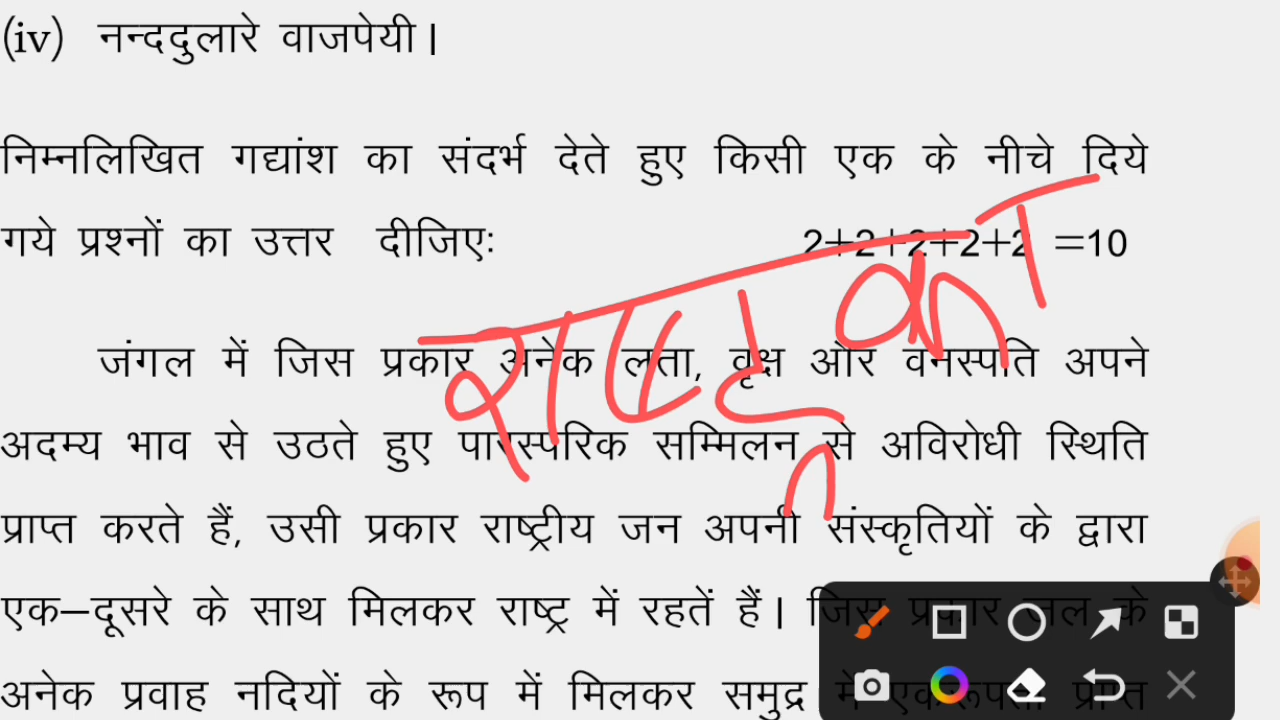 (iv) नन्ददुलारे वाजपेयी।
निम्नलिखित गद्यांश का संदर्भ देते हुए किसी एक के नीचे दिये
गये प्रश्नों का उत्तर दीजिएः 2+2+2+2+2 =10
राष्ट्र का
जंगल में जिस प्रकार अनेक लता, वृक्ष और वनस्पति अपने
अदम्य भाव से उठते हुए पारस्परिक सम्मिलन से अविरोधी स्थिति
प्राप्त करते हैं, उसी प्रकार राष्ट्रीय जन अपनी संस्कृतियों के द्वारा
एक–दूसरे के साथ मिलकर राष्ट्र में रहतें हैं। जिस प्रकार जल के
अनेक प्रवाह नदियों के रूप में मिलकर समुद्र में एकरूपता प्राप्त